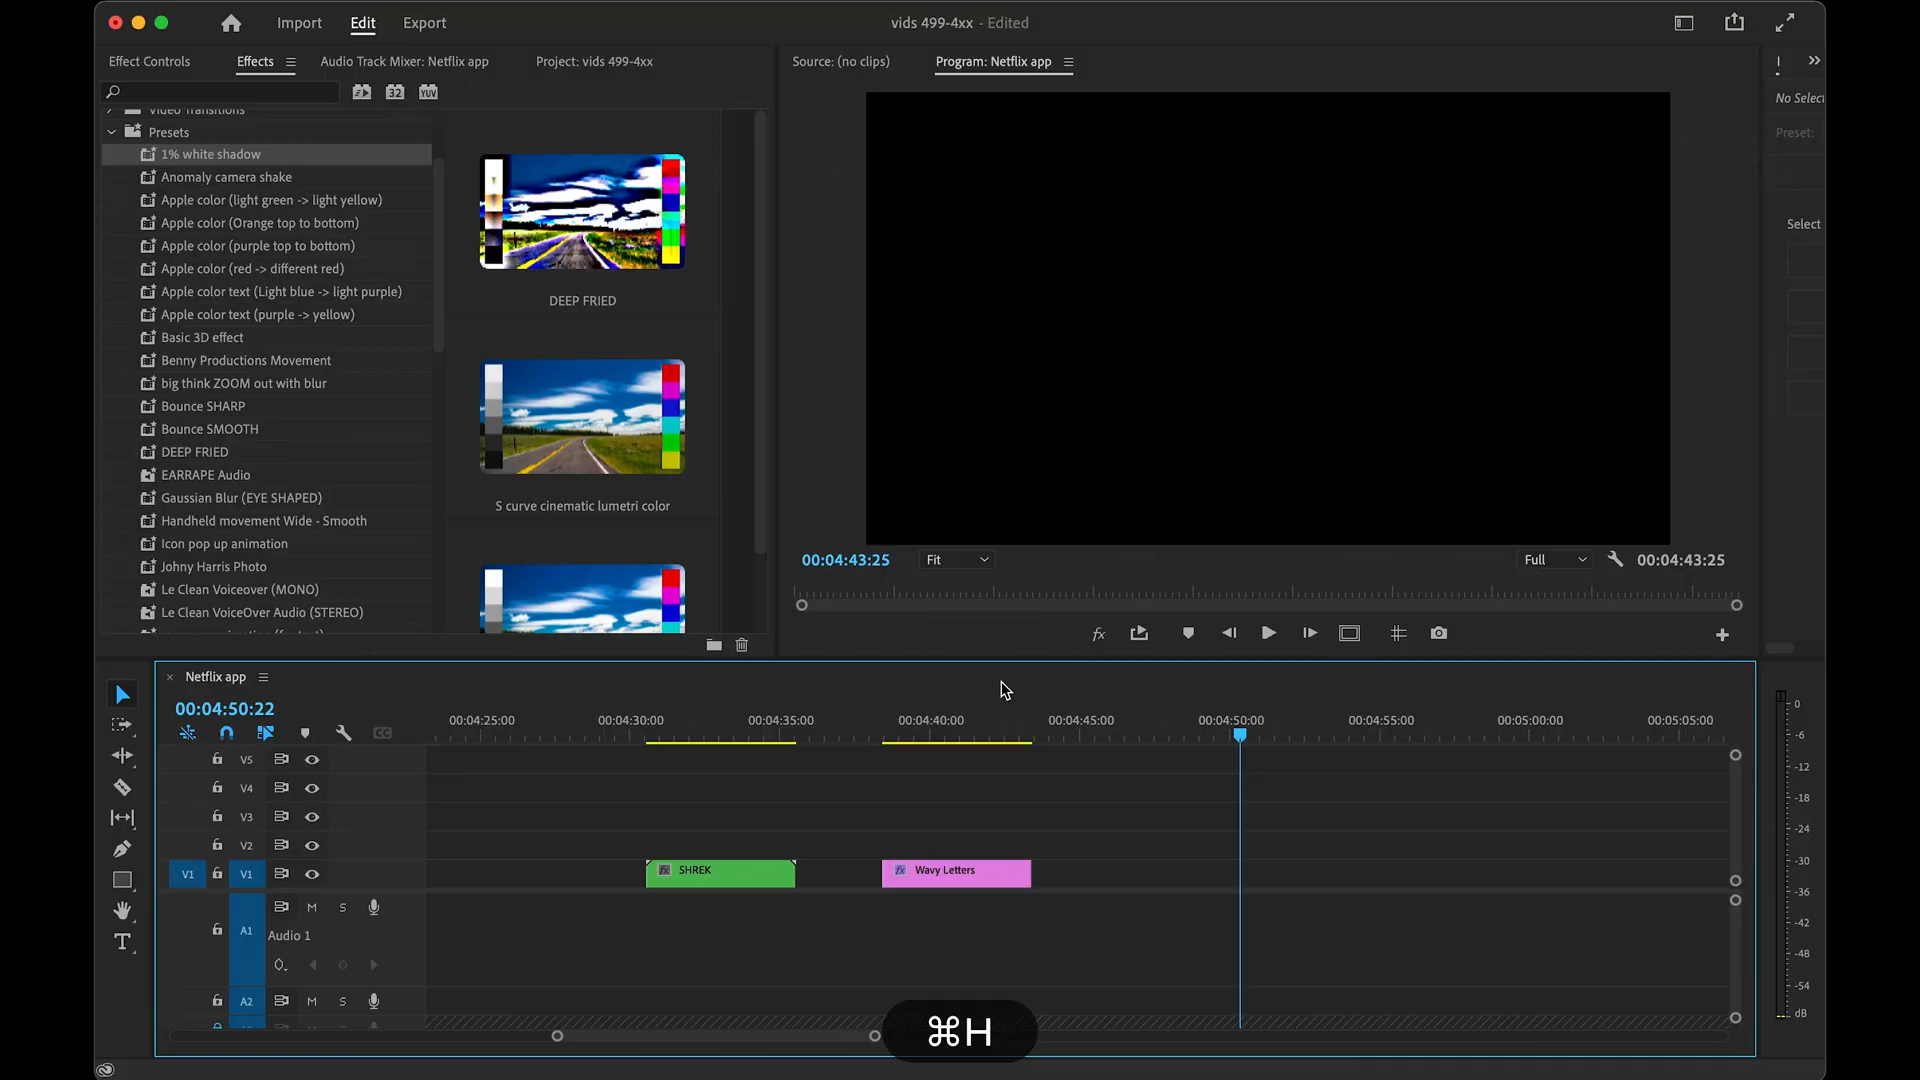 Import
Edit
Export
vids 499-4xx - Edited
Effect Controls
Effects
Audio Track Mixer: Netflix app
Project: vids 499-4xx
Source: (no clips)
Program: Netflix app
32
YUV
No Selec
Preset:
Select
Video Transitions
Presets
1% white shadow
Anomaly camera shake
Apple color (light green -> light yellow)
Apple color (Orange top to bottom)
Apple color (purple top to bottom)
Apple color (red -> different red)
Apple color text (Light blue -> light purple)
Apple color text (purple -> yellow)
Basic 3D effect
Benny Productions Movement
big think ZOOM out with blur
Bounce SHARP
Bounce SMOOTH
DEEP FRIED
EARRAPE Audio
Gaussian Blur (EYE SHAPED)
Handheld movement Wide - Smooth
Icon pop up animation
Johny Harris Photo
Le Clean Voiceover (MONO)
Le Clean VoiceOver Audio (STEREO)
DEEP FRIED
S curve cinematic lumetri color
00:04:43:25
Fit
Full
00:04:43:25
fx
Netflix app
00:04:50:22
CC
00:04:25:00
00:04:30:00
00:04:35:00
00:04:40:00
00:04:45:00
00:04:50:00
00:04:55:00
00:05:00:00
00:05:05:00
V5
V4
V3
V2
V1 V1
fx SHREK
fx Wavy Letters
M S
A1
Audio 1
A2 M S
T
0
-6
-12
-18
-24
-30
-36
-42
-48
-54
dB
⌘H